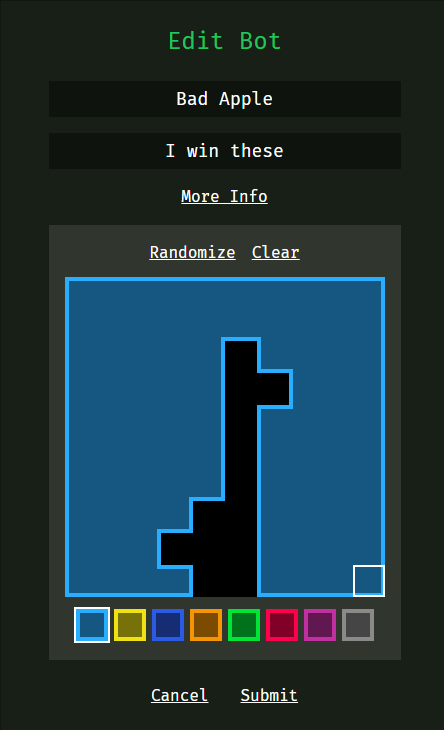 Edit Bot
Bad Apple
I win these
More Info
Randomize Clear
Cancel Submit